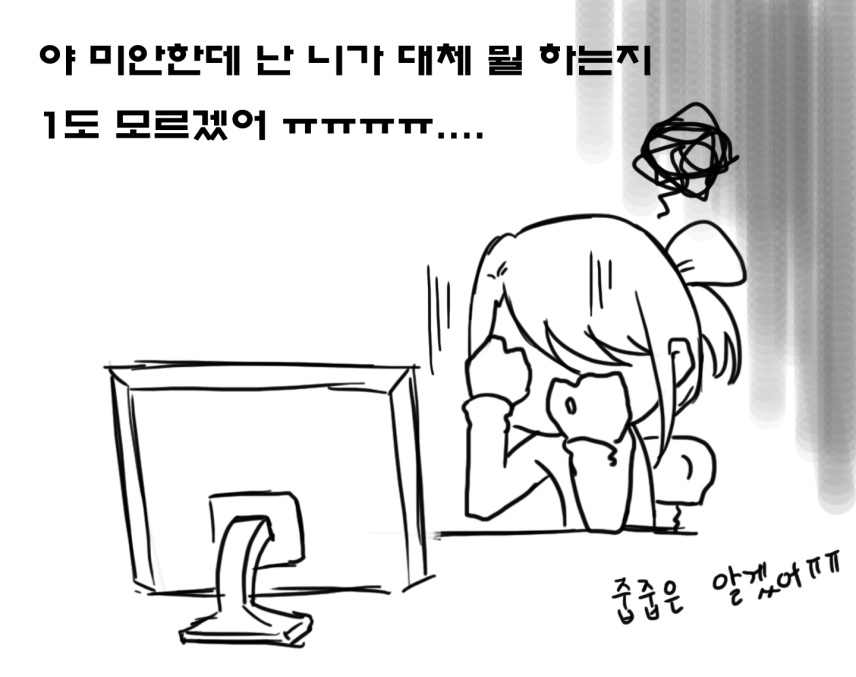 야 미안한데 난 니가 대체 뭘 하는지
1도 모르겠어 ㅠㅠㅠㅠ....
줍줍은 알겠어ㅠㅠ